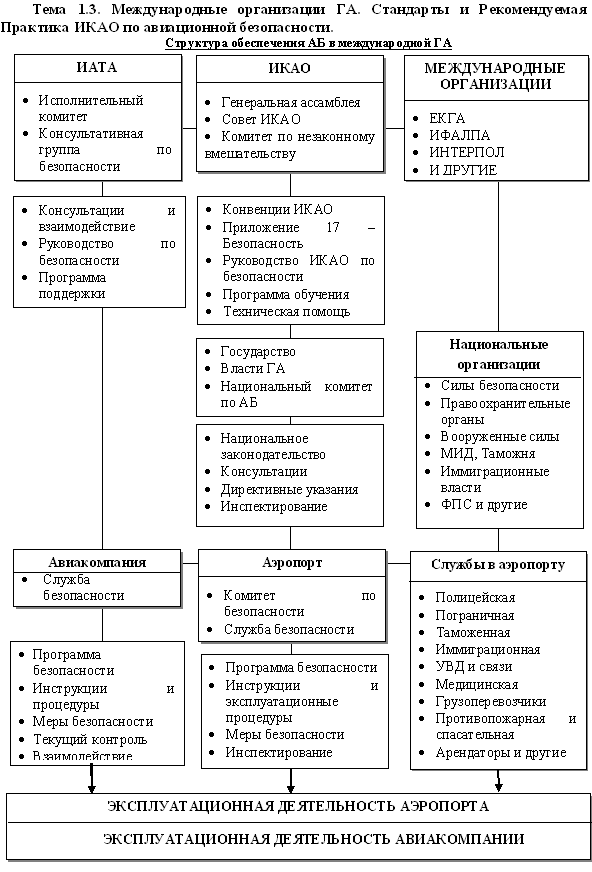 Тема 1.3. Международные организации ГА. Стандарты и Рекомендуемая
Практика ИКАО по авиационной безопасности.
Структура обеспечения АБ в международной ГА
ИАТА
• Исполнительный
комитет
• Консультативная
группа по
безопасности
ИКАО
• Генеральная ассамблея
• Совет ИКАО
• Комитет по незаконному
вмешательству
МЕЖДУНАРОДНЫЕ
ОРГАНИЗАЦИИ
• ЕКГА
• ИФАЛПА
• ИНТЕРПОЛ
• И ДРУГИЕ
• Консультации и
взаимодействие
• Руководство по
безопасности
• Программа
поддержки
• Конвенции ИКАО
• Приложение 17 –
Безопасность
• Руководство ИКАО по
безопасности
• Программа обучения
• Техническая помощь
• Государство
• Власти ГА
• Национальный комитет
по АБ
• Национальное
законодательство
• Консультации
• Директивные указания
• Инспектирование
Национальные
организации
• Силы безопасности
• Правоохранительные
органы
• Вооруженные силы
• МИД, Таможня
• Иммиграционные
власти
• ФПС и другие
Авиакомпания
• Служба
безопасности
Аэропорт
• Комитет по
безопасности
• Служба безопасности
Службы в аэропорту
• Полицейская
• Пограничная
• Таможенная
• Иммиграционная
• УВД и связи
• Медицинская
• Грузоперевозчики
• Противопожарная и
спасательная
• Арендаторы и другие
• Программа
безопасности
• Инструкции и
процедуры
• Меры безопасности
• Текущий контроль
• Взаимодействие
• Программа безопасности
• Инструкции и
эксплуатационные
процедуры
• Меры безопасности
• Инспектирование
ЭКСПЛУАТАЦИОННАЯ ДЕЯТЕЛЬНОСТЬ АЭРОПОРТА
ЭКСПЛУАТАЦИОННАЯ ДЕЯТЕЛЬНОСТЬ АВИАКОМПАНИИ